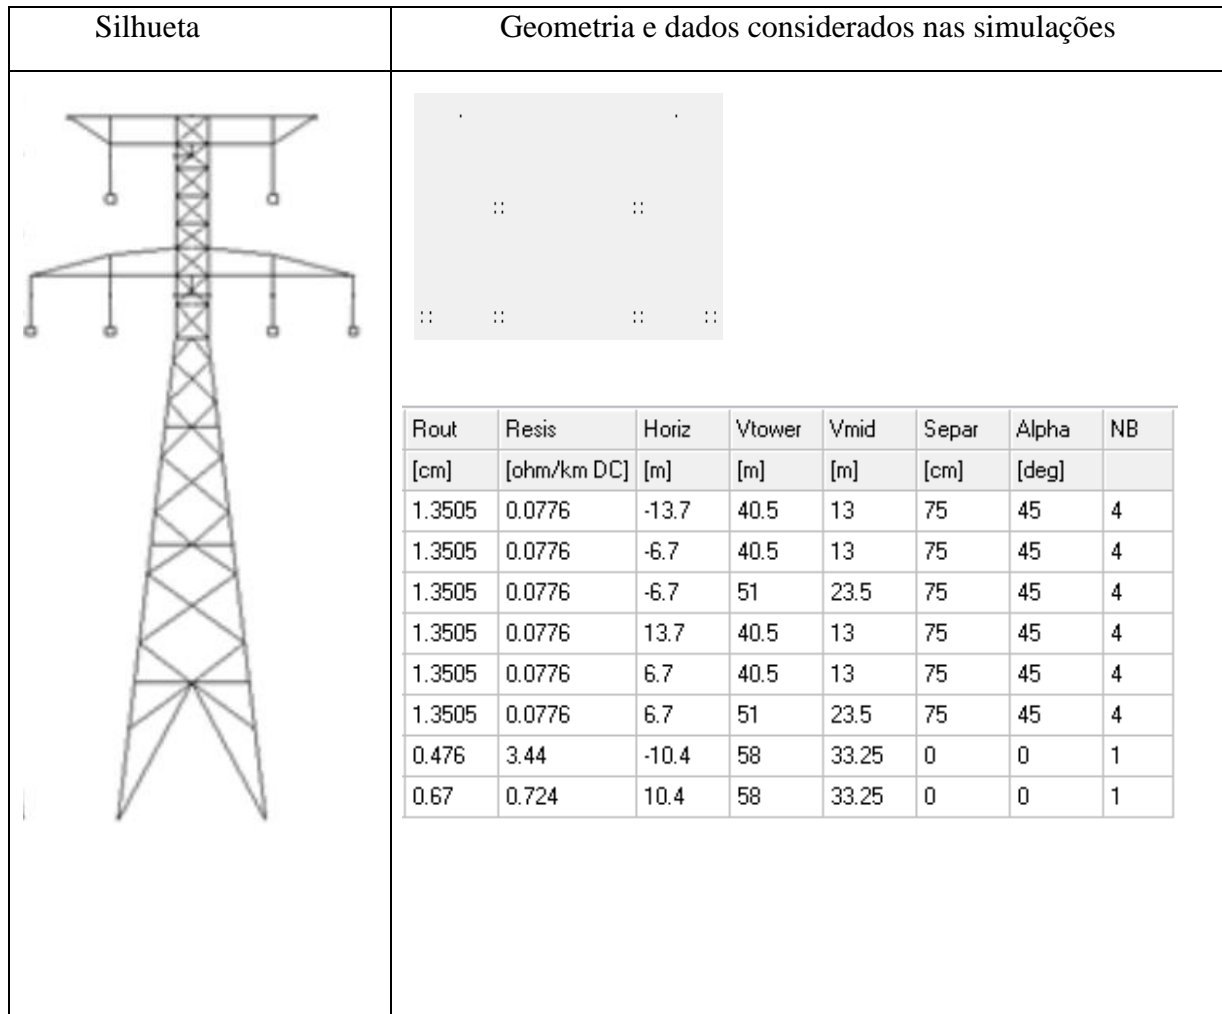 Silhueta Geometria e dados considerados nas simulações
Rout Resis Horiz Vtower Vmid Separ Alpha NB
[cm] [ohm/km DC] [m] [m] [m] [cm] [deg]
1.3505 0.0776 -13.7 40.5 13 75 45 4
1.3505 0.0776 -6.7 40.5 13 75 45 4
1.3505 0.0776 -6.7 51 23.5 75 45 4
1.3505 0.0776 13.7 40.5 13 75 45 4
1.3505 0.0776 6.7 40.5 13 75 45 4
1.3505 0.0776 6.7 51 23.5 75 45 4
0.476 3.44 -10.4 58 33.25 0 0 1
0.67 0.724 10.4 58 33.25 0 0 1